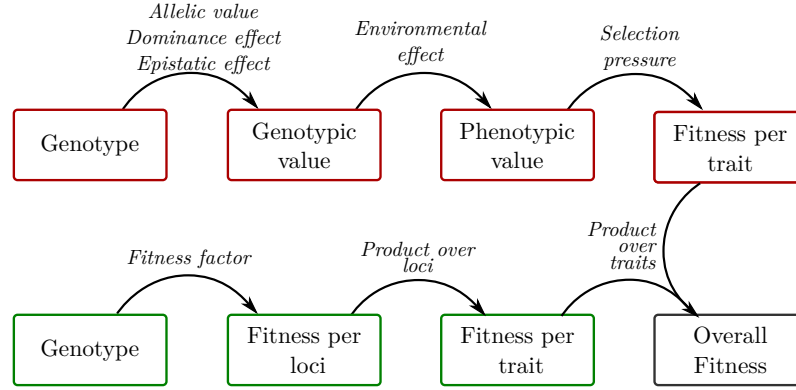 Allelic value
Dominance effect
Epistatic effect
Environmental
effect
Selection
pressure
Genotype
Genotypic
value
Phenotypic
value
Fitness per
trait
Fitness factor
Product over
loci
Product
over
traits
Genotype
Fitness per
loci
Fitness per
trait
Overall
Fitness